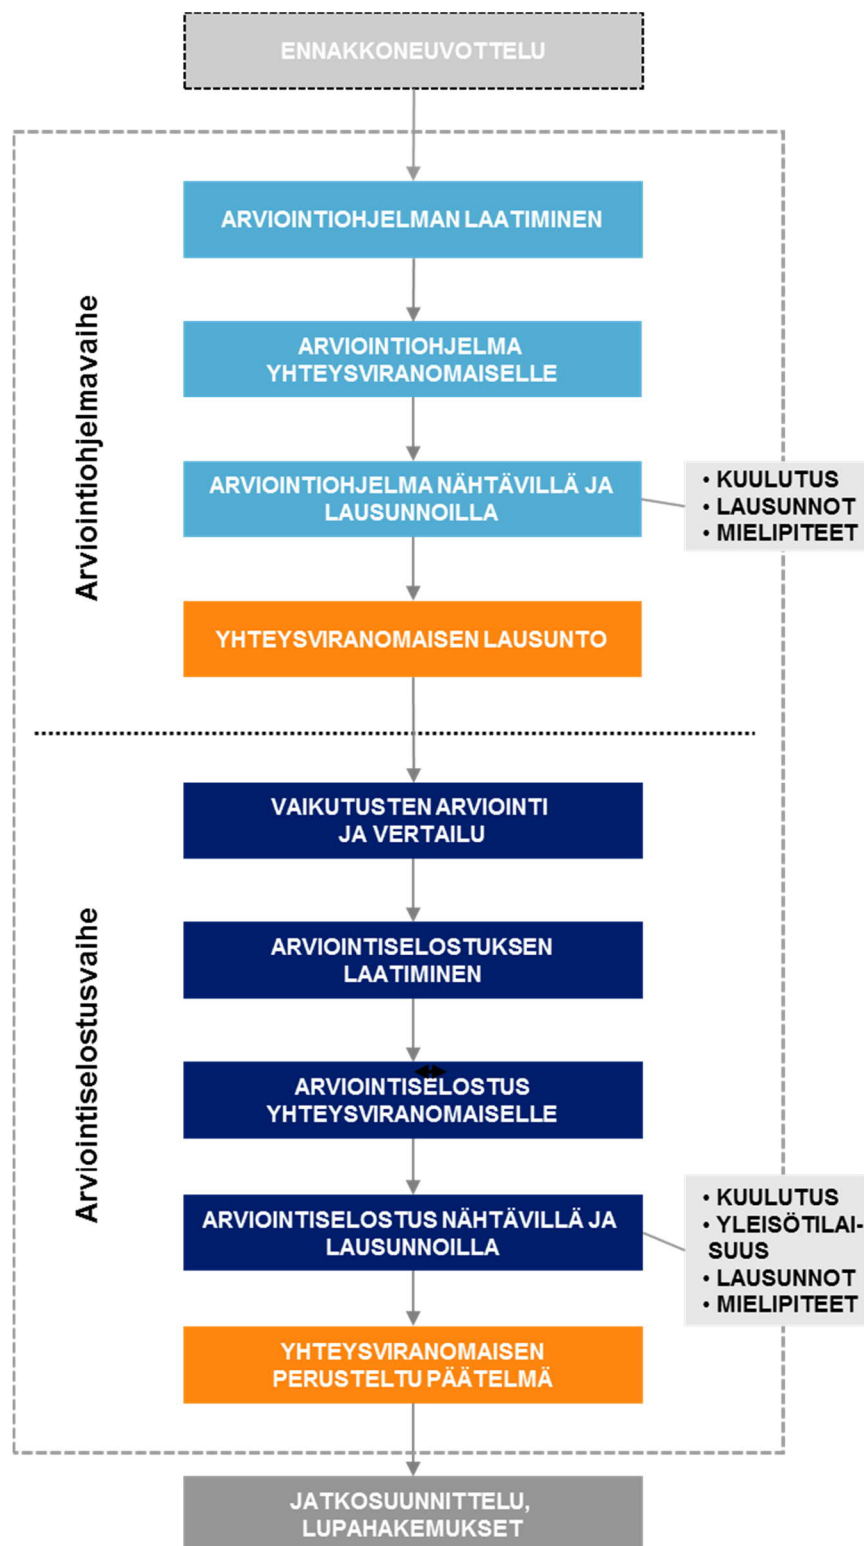 ENNAKKONEUVOTTELU
Arviointiohjelmavaihe
ARVIOINTIOHJELMAN LAATIMINEN
ARVIOINTIOHJELMA
YHTEYSVIRANOMAISELLE
ARVIOINTIOHJELMA NÄHTÄVILLÄ JA
LAUSUNNOILLA
• KUULUTUS
• LAUSUNNOT
• MIELIPITEET
YHTEYSVIRANOMAISEN LAUSUNTO
Arviointiselostusvaihe
VAIKUTUSTEN ARVIOINTI
JA VERTAILU
ARVIOINTISELOSTUKSEN
LAATIMINEN
ARVIOINTISELOSTUS
YHTEYSVIRANOMAISELLE
ARVIOINTISELOSTUS NÄHTÄVILLÄ JA
LAUSUNNOILLA
• KUULUTUS
• YLEISÖTILAI-
SUUS
• LAUSUNNOT
• MIELIPITEET
YHTEYSVIRANOMAISEN
PERUSTELTU PÄÄTELMÄ
JATKOSUUNNITTELU,
LUPAHAKEMUKSET